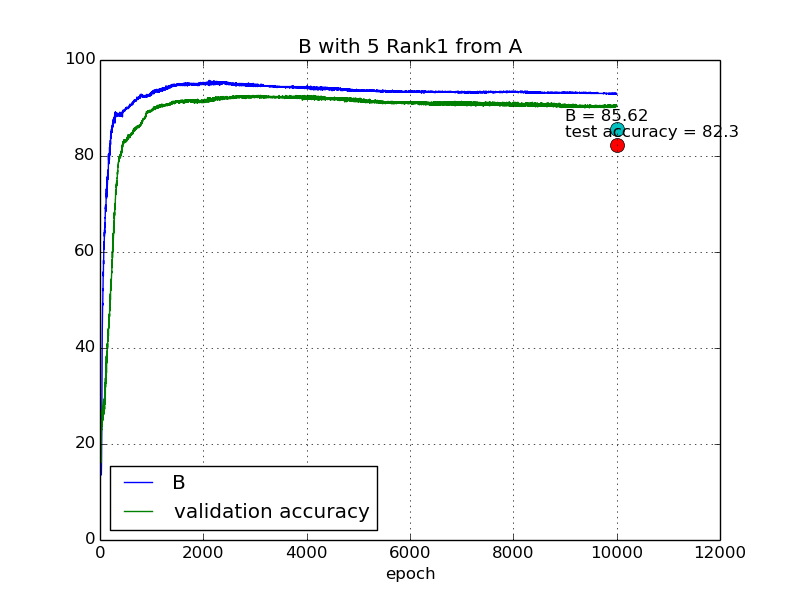 B with 5 Rank1 from A
100
80
60
40
20
0
B = 85.62
test accuracy = 82.3
B
validation accuracy
0
2000
4000
6000
8000
10000
12000
epoch